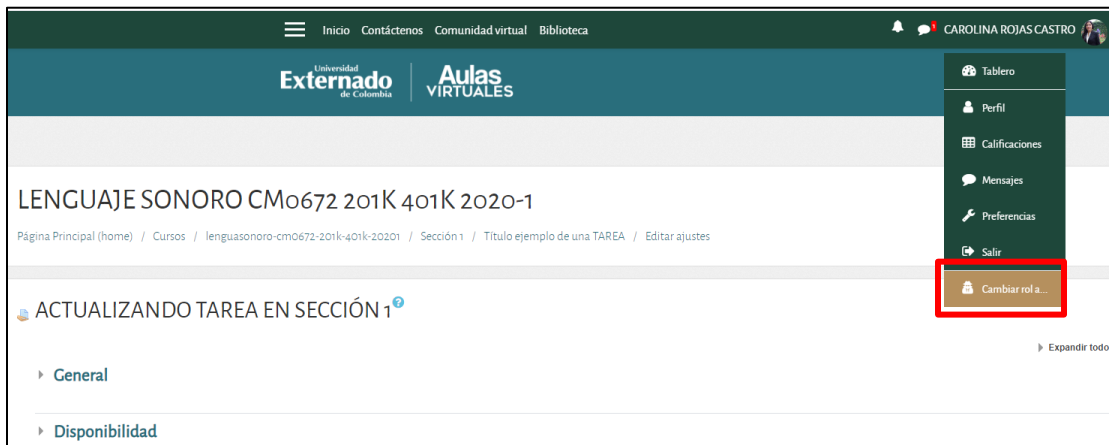 Inicio Contáctenos Comunidad virtual Biblioteca
1 CAROLINA ROJAS CASTRO
Universidad
Externado
de Colombia
Aulas
VIRTUALES
Tablero
Perfil
Calificaciones
Mensajes
Preferencias
Salir
Cambiar rol a...
LENGUAJE SONORO CM0672 201K 401K 2020-1
Página Principal (home) / Cursos / lenguasonoro-cm0672-201k-401k-20201 / Sección 1 / Título ejemplo de una TAREA / Editar ajustes
ACTUALIZANDO TAREA EN SECCIÓN 1
Expandir todo
General
Disponibilidad